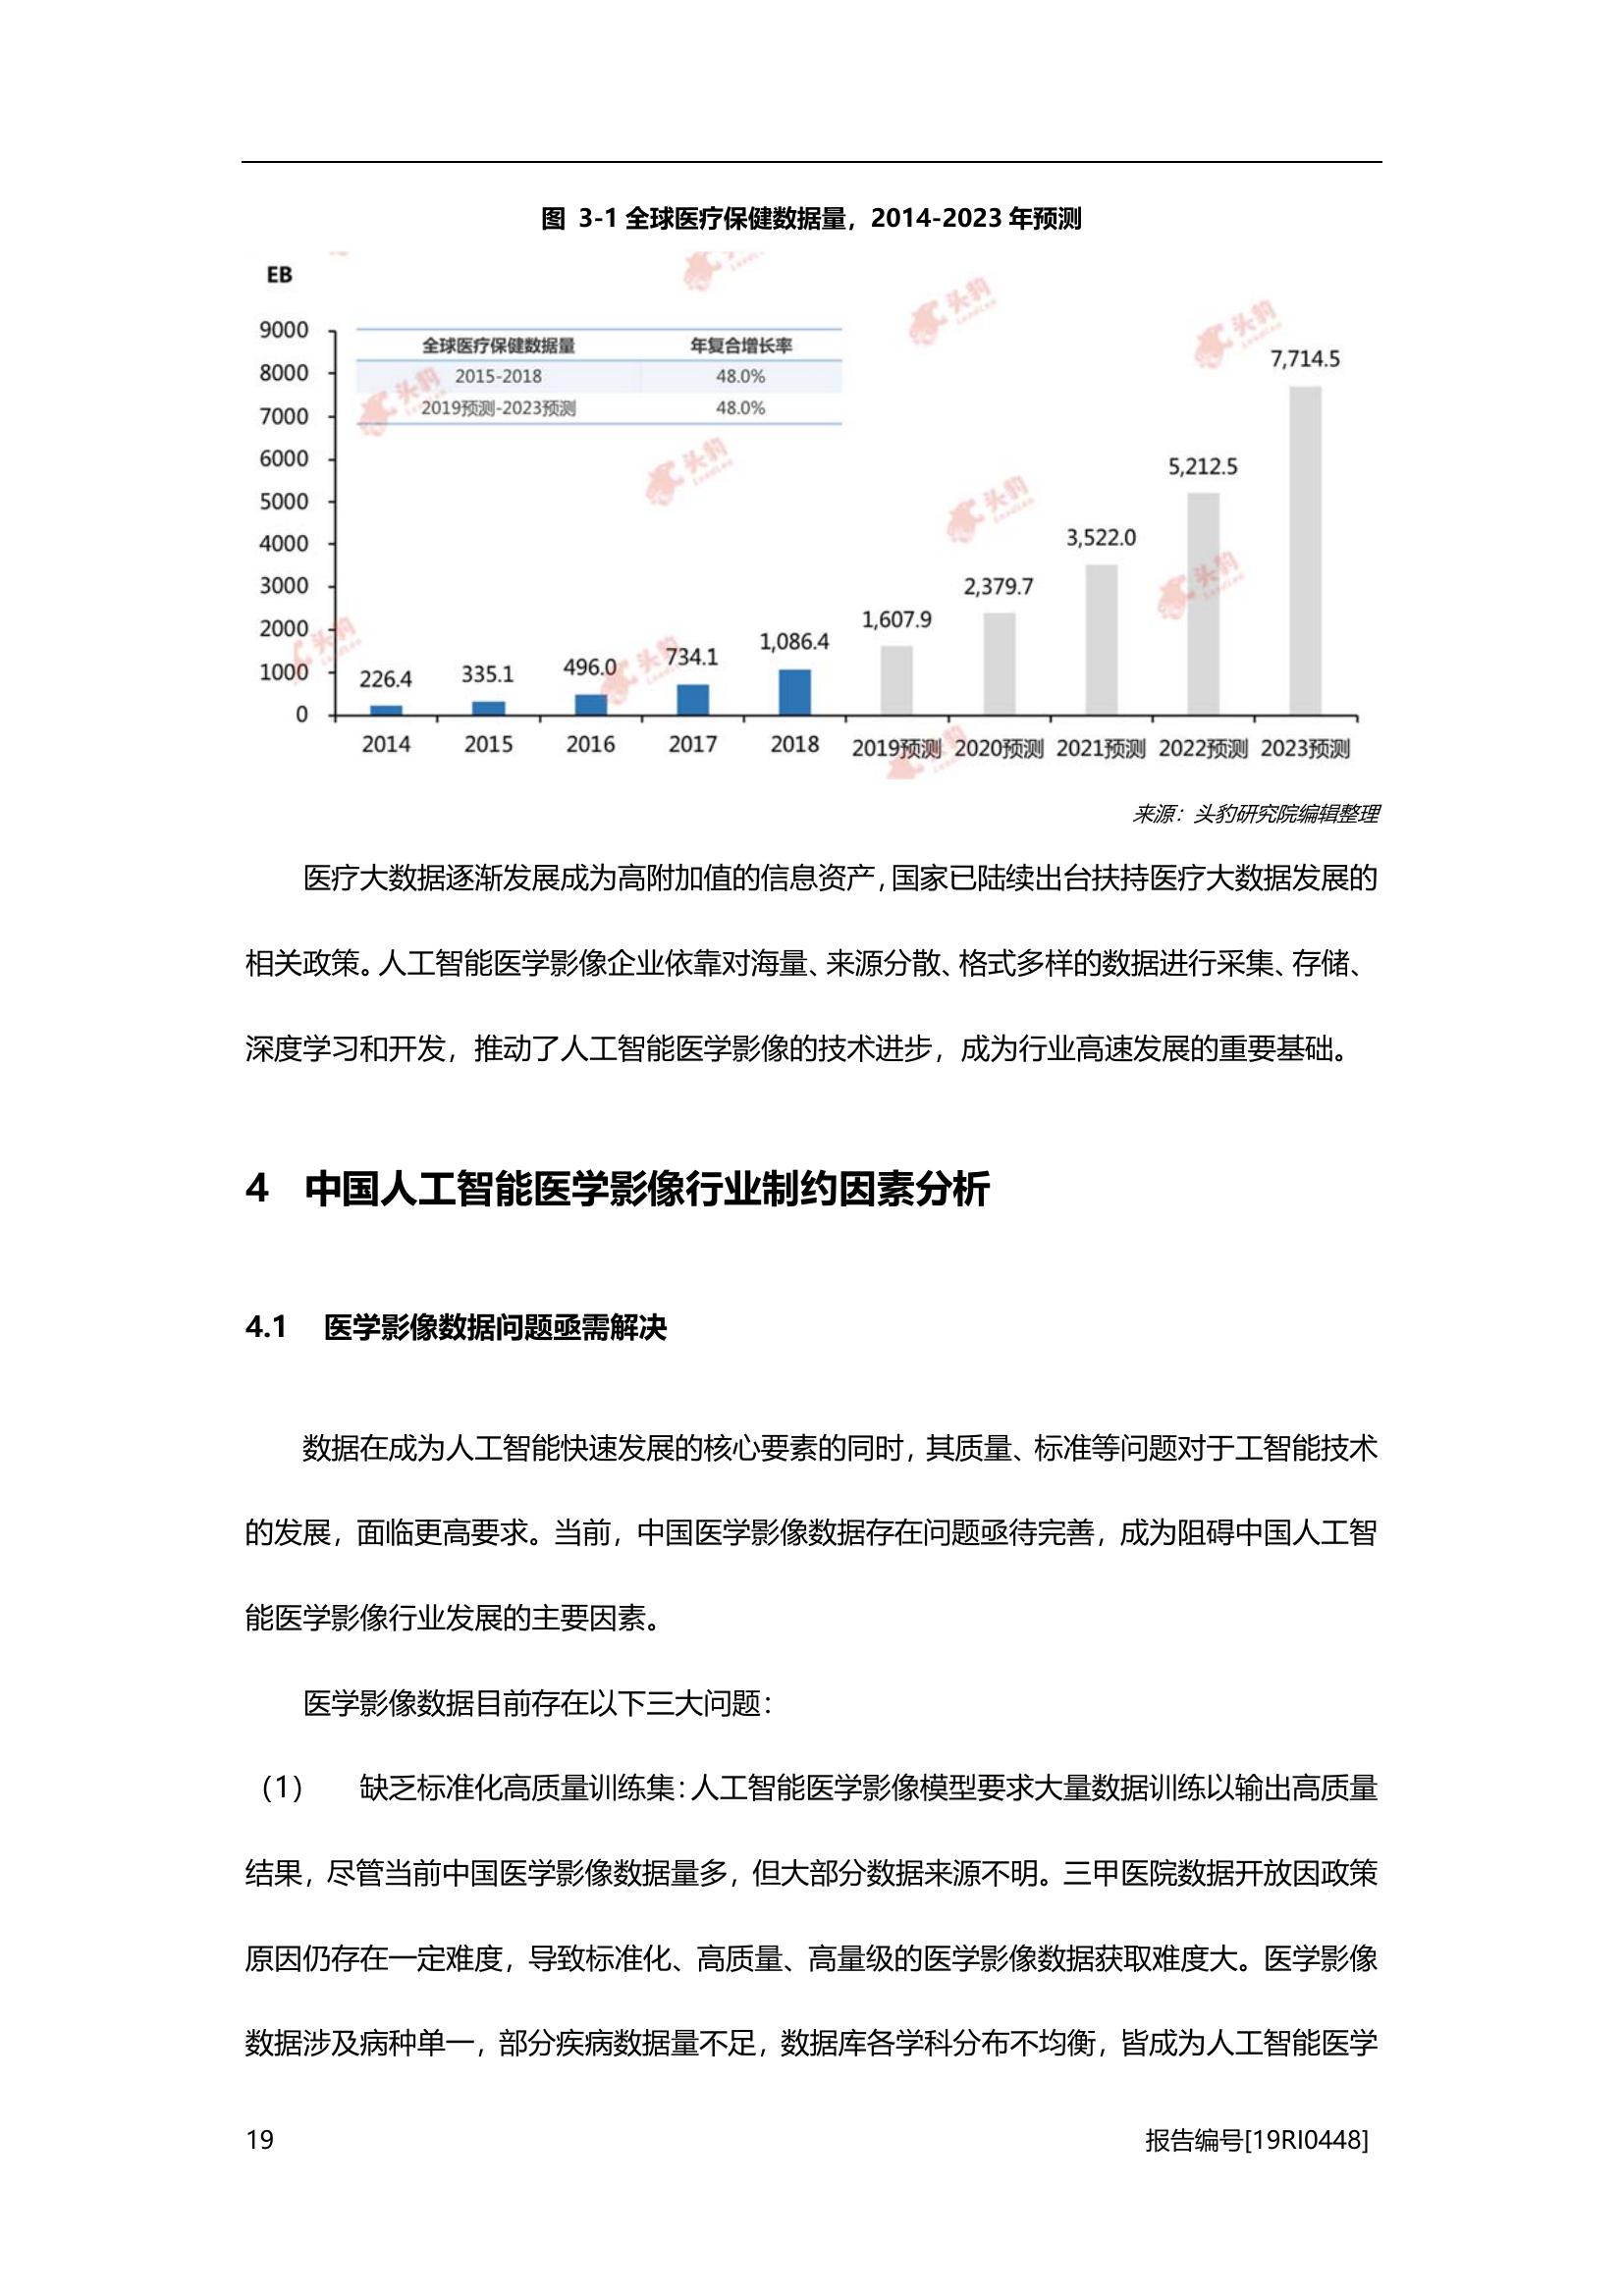 图 3-1 全球医疗保健数据量，2014-2023 年预测
EB
9000
8000
7000
6000
5000
4000
3000
2000
1000
0
全球医疗保健数据量 年复合增长率
2015-2018 48.0%
2019预测-2023预测 48.0%
226.4 335.1 496.0 734.1 1,086.4 1,607.9 2,379.7 3,522.0 5,212.5 7,714.5
2014 2015 2016 2017 2018 2019预测 2020预测 2021预测 2022预测 2023预测
头豹
LeadLeo
来源：头豹研究院编辑整理
医疗大数据逐渐发展成为高附加值的信息资产，国家已陆续出台扶持医疗大数据发展的
相关政策。人工智能医学影像企业依靠对海量、来源分散、格式多样的数据进行采集、存储、
深度学习和开发，推动了人工智能医学影像的技术进步，成为行业高速发展的重要基础。
4 中国人工智能医学影像行业制约因素分析
4.1 医学影像数据问题亟需解决
数据在成为人工智能快速发展的核心要素的同时，其质量、标准等问题对于工智能技术
的发展，面临更高要求。当前，中国医学影像数据存在问题亟待完善，成为阻碍中国人工智
能医学影像行业发展的主要因素。
医学影像数据目前存在以下三大问题：
（1） 缺乏标准化高质量训练集：人工智能医学影像模型要求大量数据训练以输出高质量
结果，尽管当前中国医学影像数据量多，但大部分数据来源不明。三甲医院数据开放因政策
原因仍存在一定难度，导致标准化、高质量、高量级的医学影像数据获取难度大。医学影像
数据涉及病种单一，部分疾病数据量不足，数据库各学科分布不均衡，皆成为人工智能医学
19 报告编号[19RI0448]